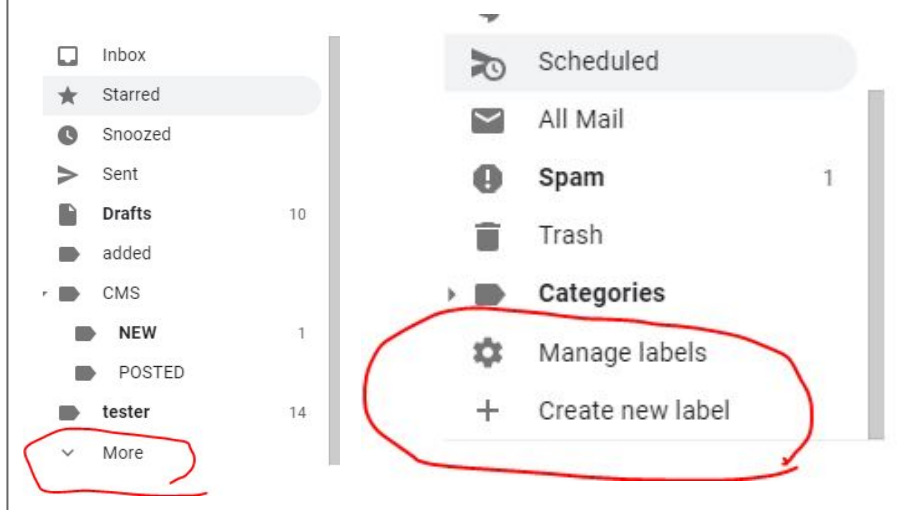 Inbox
Starred
Snoozed
Sent
Drafts 10
added
CMS
NEW 1
POSTED
tester 14
More
Scheduled
All Mail
Spam 1
Trash
Categories
Manage labels
Create new label